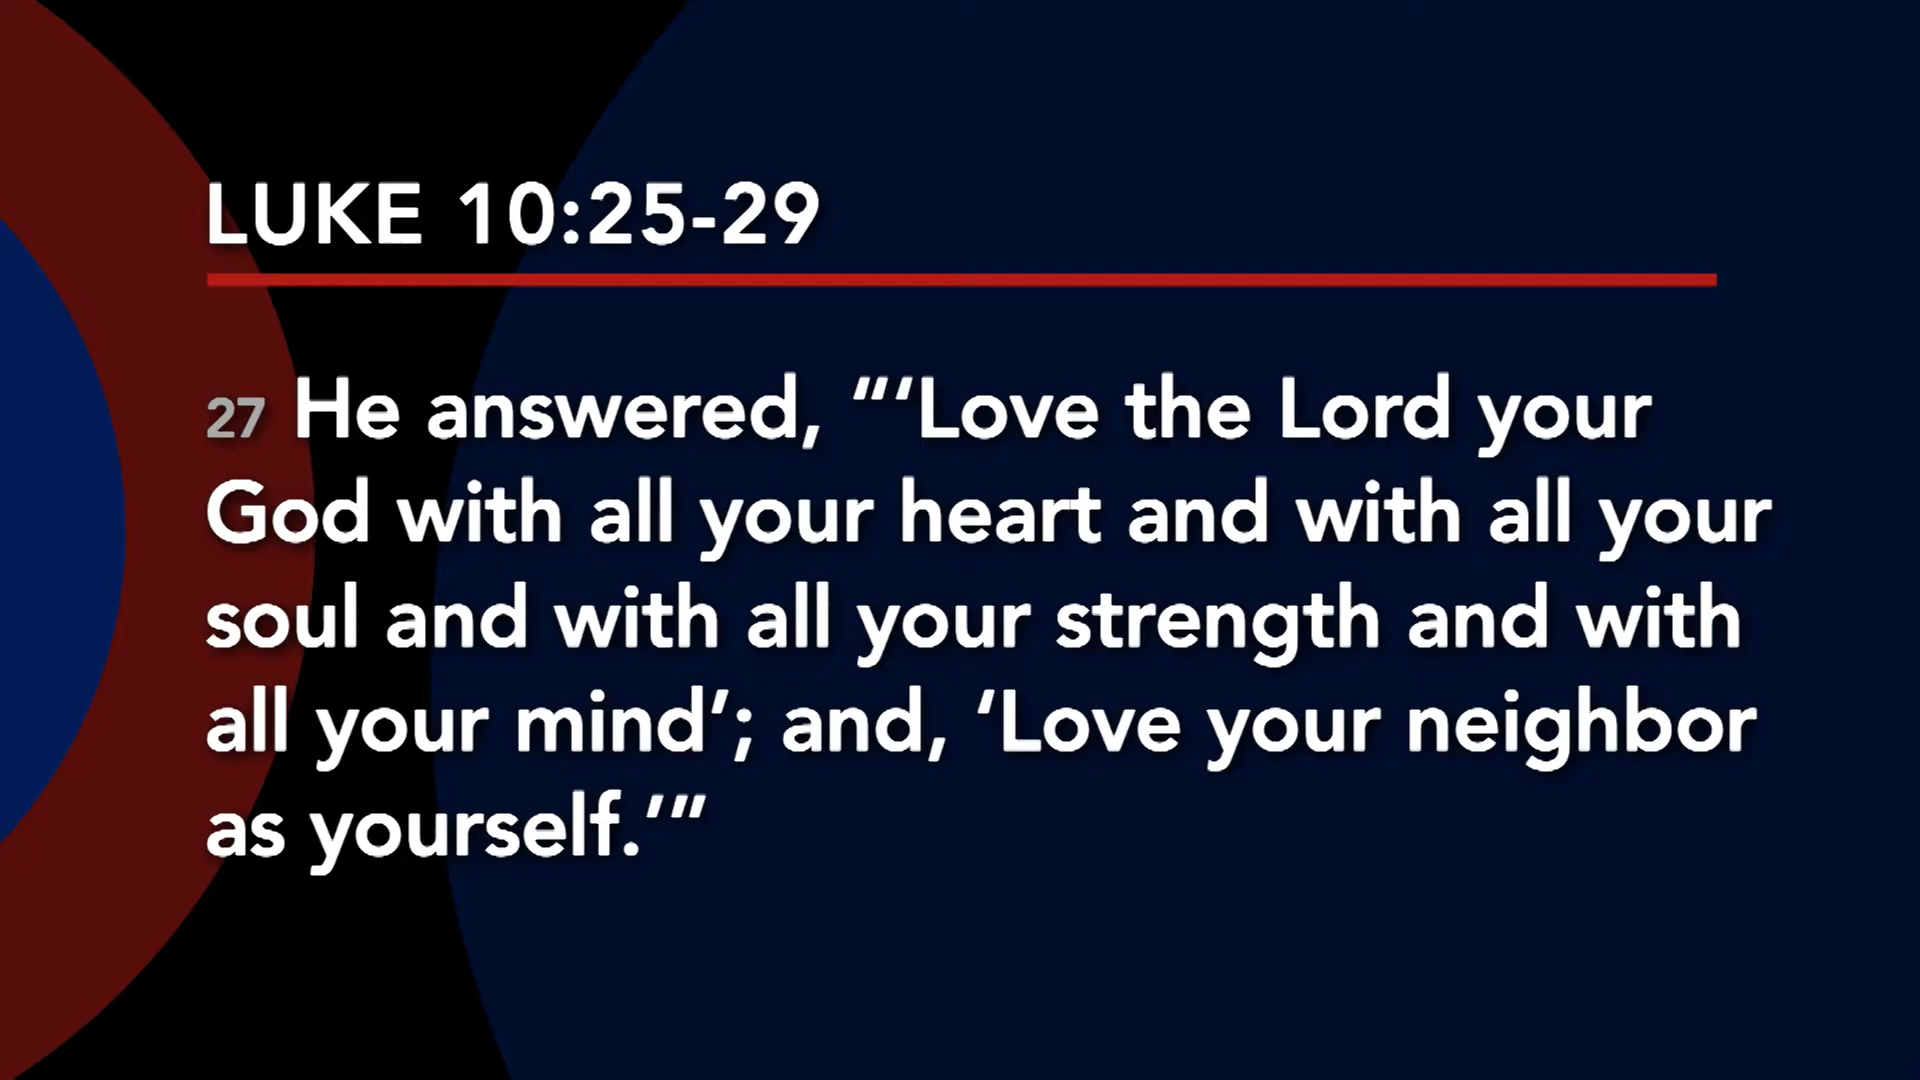 LUKE 10:25-29
27 He answered, “‘Love the Lord your
God with all your heart and with all your
soul and with all your strength and with
all your mind’; and, ‘Love your neighbor
as yourself.’”